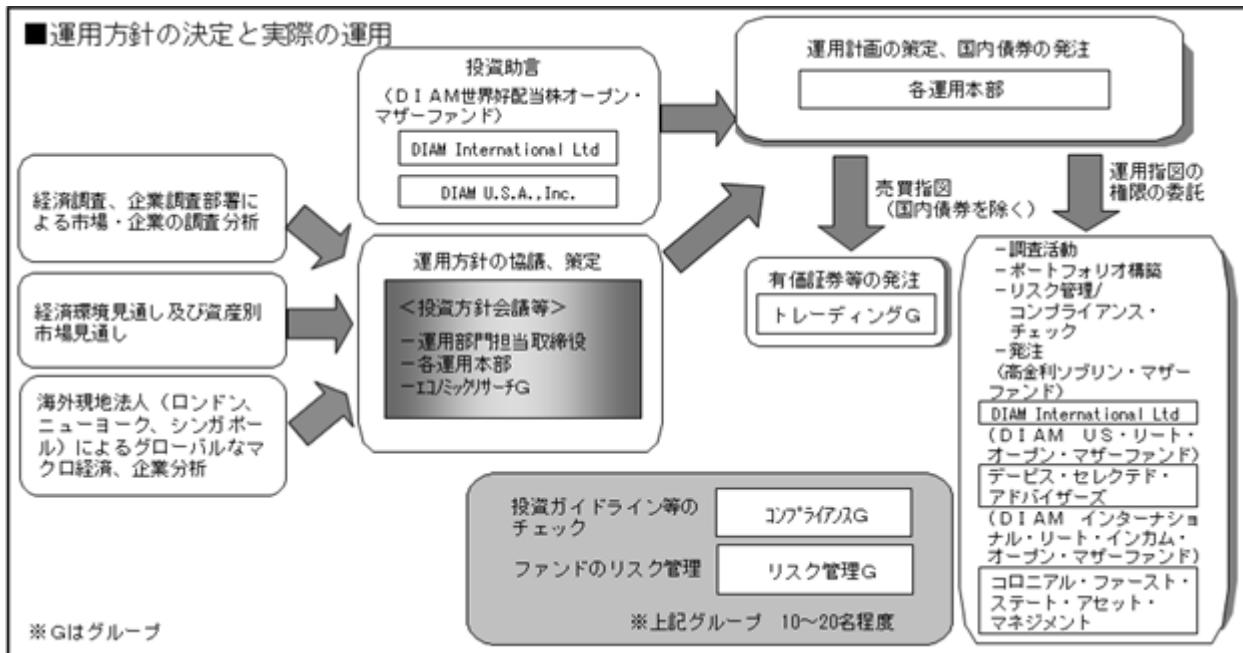 ■運用方針の決定と実際の運用
投資助言
（ＤＩＡＭ世界好配当株オープン・
マザーファンド）
DIAM International Ltd
DIAM U.S.A.,Inc.
運用計画の策定、国内債券の発注
各運用本部
経済調査、企業調査部署に
よる市場・企業の調査分析
経済環境見通し及び資産別
市場見通し
海外現地法人（ロンドン、
ニューヨーク、シンガポー
ル）によるグローバルなマ
クロ経済、企業分析
運用方針の協議、策定
＜投資方針会議等＞
－運用部門担当取締役
－各運用本部
－ｴｺﾉﾐｯｸﾘｻｰﾁG
売買指図
（国内債券を除く）
運用指図の
権限の委託
有価証券等の発注
トレーディングＧ
－調査活動
－ポートフォリオ構築
－リスク管理/
コンプライアンス・
チェック
－発注
（高金利ソブリン・マザー
ファンド）
DIAM International Ltd
（ＤＩＡＭ　ＵＳ・リート・
オープン・マザーファンド）
デービス・セレクテド・
アドバイザーズ
（ＤＩＡＭ　インターナショ
ナル・リート・インカム・
オープン・マザーファンド）
コロニアル・ファースト・
ステート・アセット・
マネジメント
投資ガイドライン等の
チェック
ｺﾝﾌﾟﾗｲｱﾝｽG
ファンドのリスク管理
リスク管理Ｇ
※上記グループ　10～20名程度
※Ｇはグループ